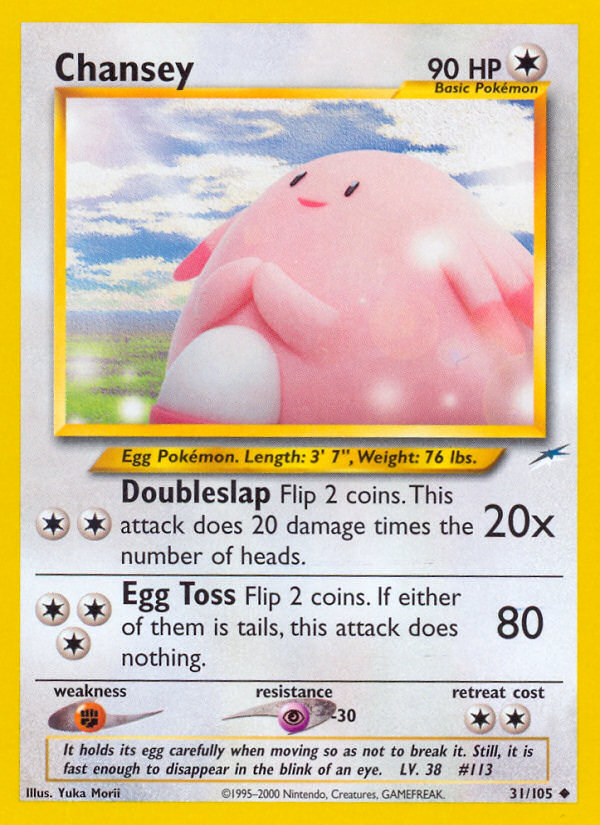 Chansey 90 HP
Basic Pokémon
Egg Pokémon. Length: 3' 7", Weight: 76 lbs.
Doubleslap Flip 2 coins. This
attack does 20 damage times the
number of heads.
20x
Egg Toss Flip 2 coins. If either
of them is tails, this attack does
nothing.
80
weakness resistance retreat cost
-30
It holds its egg carefully when moving so as not to break it. Still, it is
fast enough to disappear in the blink of an eye. LV. 38 #113
Illus. Yuka Morii ©1995-2000 Nintendo, Creatures, GAMEFREAK. 31/105